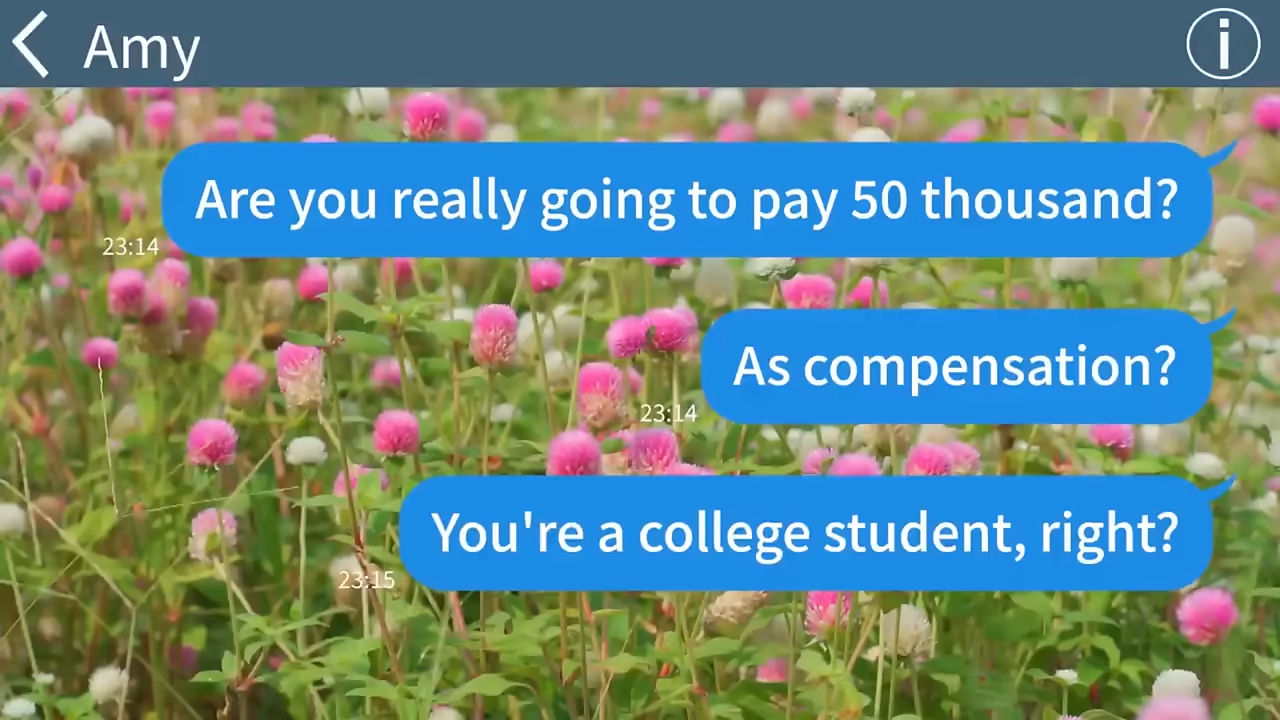 Amy
Are you really going to pay 50 thousand?
23:14
As compensation?
23:14
You're a college student, right?
23:15